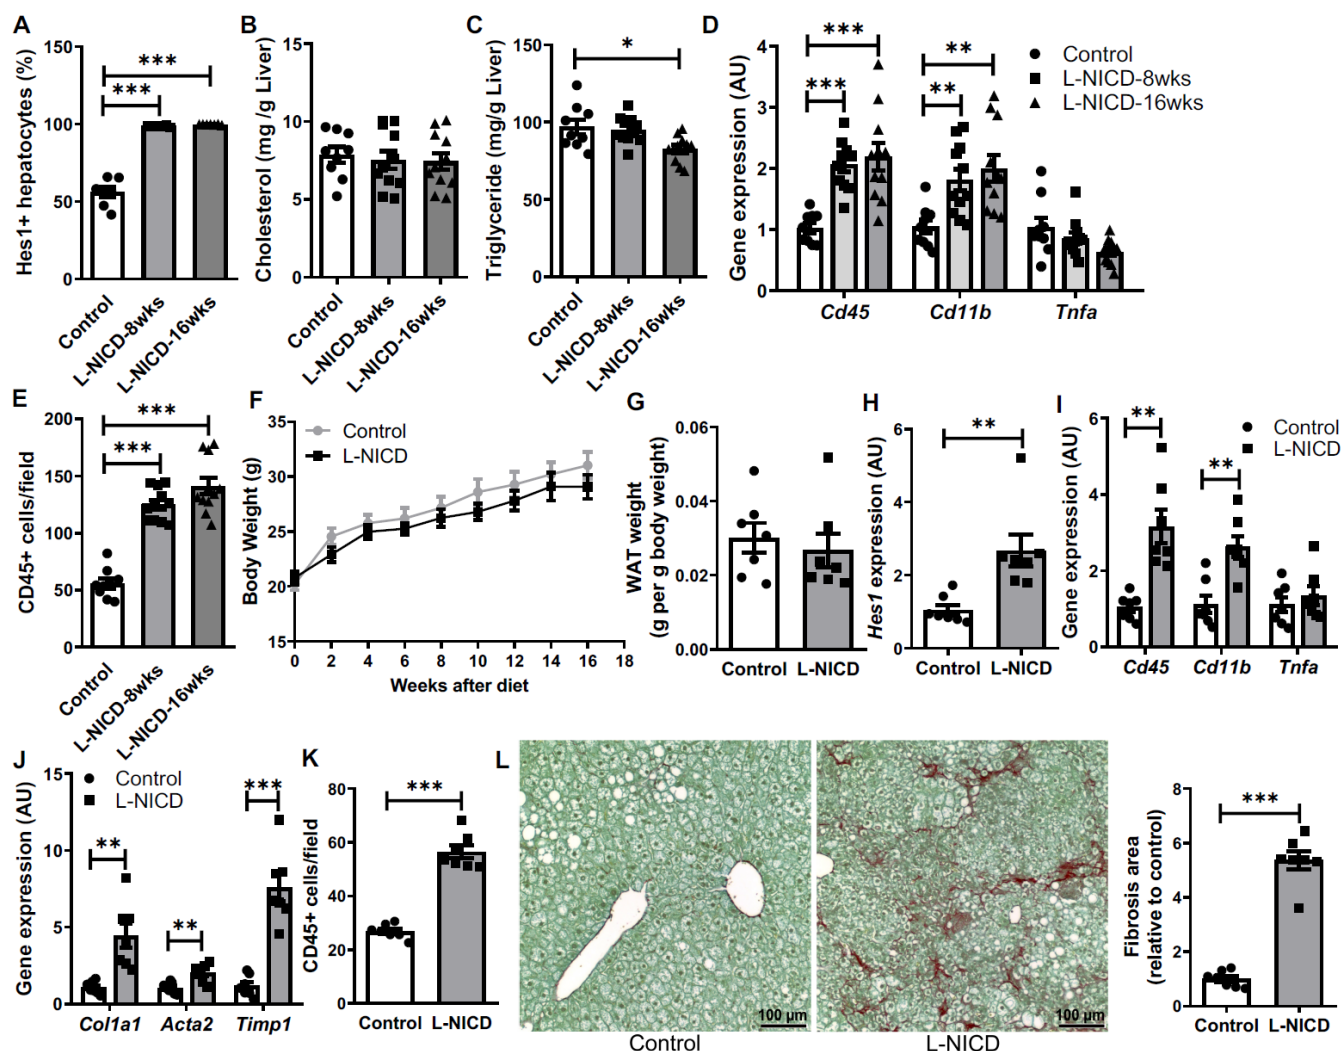 A
Hes1+ hepatocytes (%)
150
100
50
0
***
***
Control
L-NICD-8wks
L-NICD-16wks
B
Cholesterol (mg /g Liver)
15
10
5
0
Control
L-NICD-8wks
L-NICD-16wks
C
Triglyceride (mg/g Liver)
150
100
50
0
*
Control
L-NICD-8wks
L-NICD-16wks
D
Gene expression (AU)
4
3
2
1
0
***
***
**
**
Control
L-NICD-8wks
L-NICD-16wks
Cd45
Cd11b
Tnfa
E
CD45+ cells/field
200
150
100
50
0
***
***
Control
L-NICD-8wks
L-NICD-16wks
F
Body Weight (g)
35
30
25
20
15
Control
L-NICD
0 2 4 6 8 10 12 14 16 18
Weeks after diet
G
WAT weight
(g per g body weight)
0.06
0.04
0.02
0.00
Control L-NICD
H
Hes1 expression (AU)
6
4
2
0
**
Control L-NICD
I
Gene expression (AU)
6
4
2
0
**
**
Control
L-NICD
Cd45 Cd11b Tnfa
J
Gene expression (AU)
15
10
5
0
Control
L-NICD
**
**
***
Col1a1 Acta2 Timp1
K
CD45+ cells/field
80
60
40
20
0
***
Control L-NICD
L
100 μm
Control
100 μm
L-NICD
Fibrosis area
(relative to control)
8
6
4
2
0
***
Control L-NICD